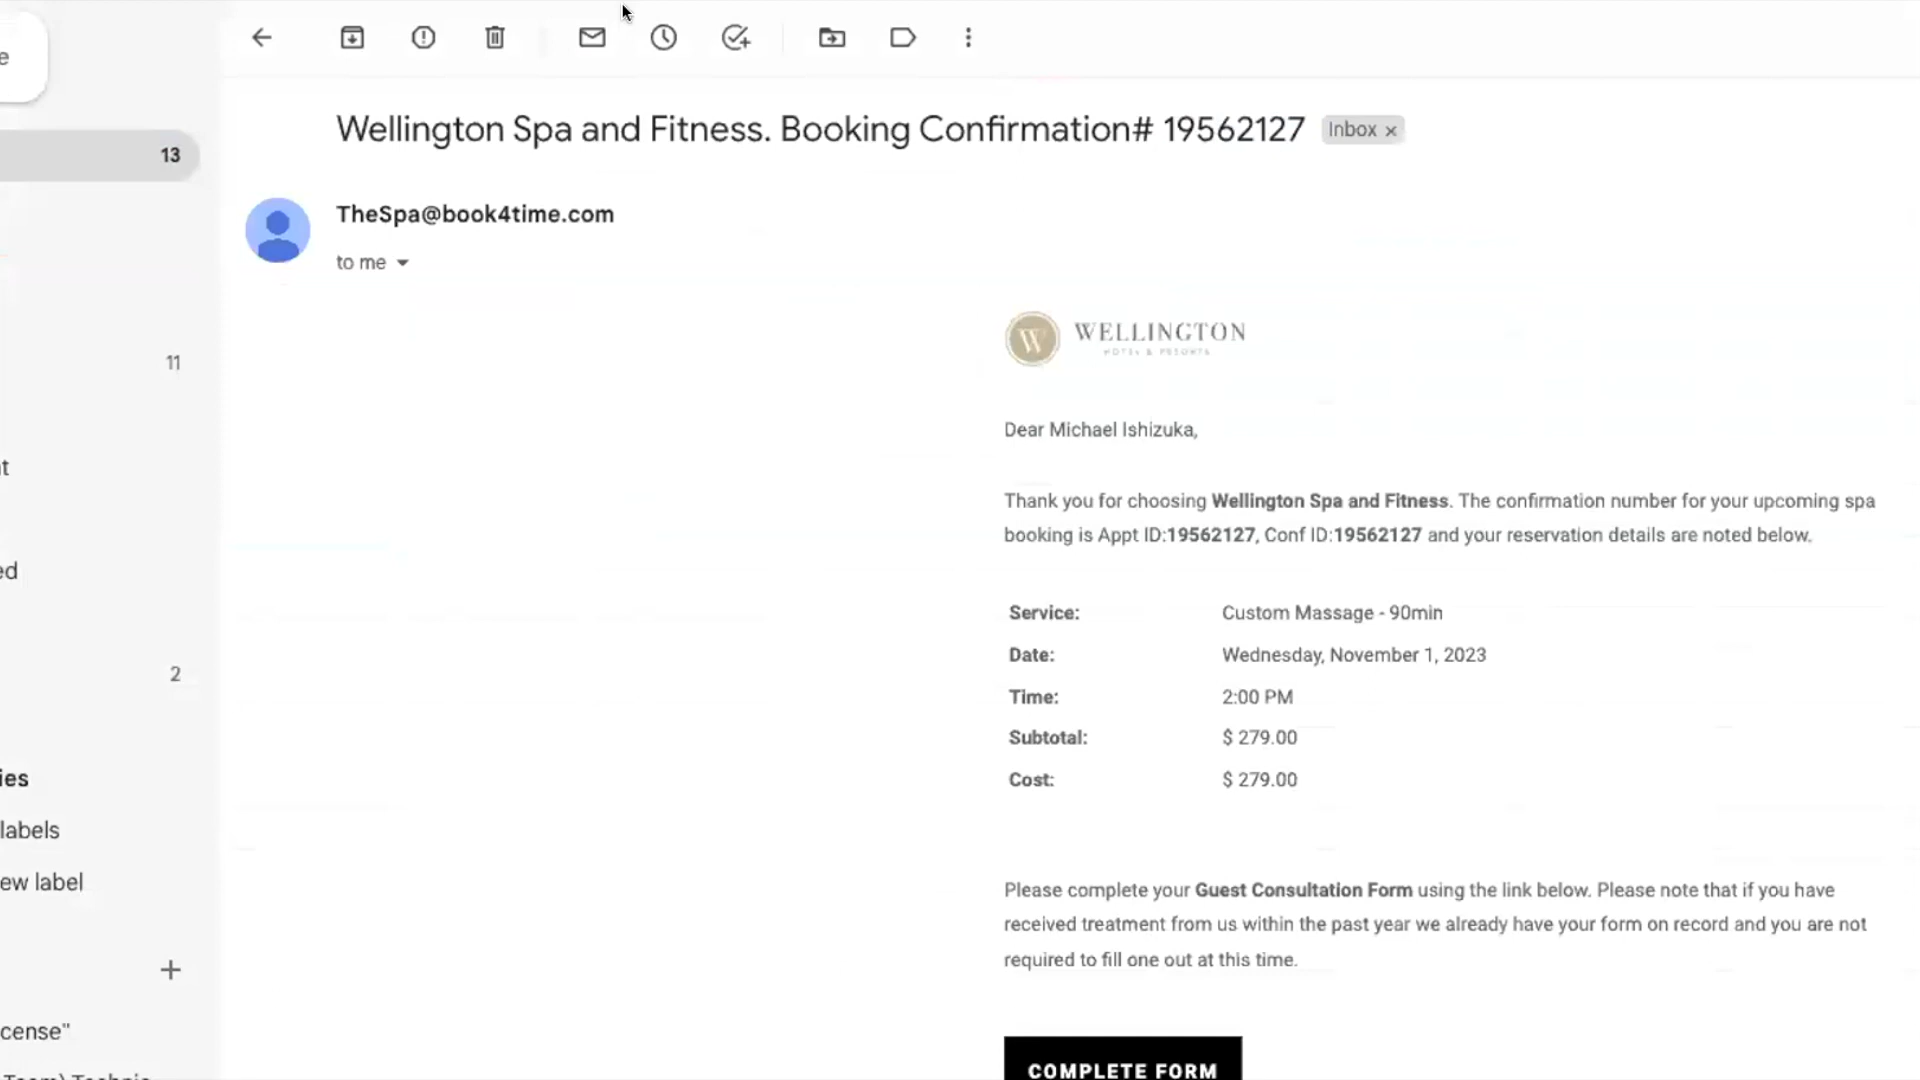 e
Wellington Spa and Fitness. Booking Confirmation# 19562127 Inbox ×
13
TheSpa@book4time.com
to me
WELLINGTON
HOTEL & RESORTS
11
Dear Michael Ishizuka,
t
Thank you for choosing Wellington Spa and Fitness. The confirmation number for your upcoming spa
booking is Appt ID:19562127, Conf ID:19562127 and your reservation details are noted below.
ed
Service: Custom Massage - 90min
Date: Wednesday, November 1, 2023
2
Time: 2:00 PM
Subtotal: $ 279.00
Cost: $ 279.00
ies
labels
ew label
Please complete your Guest Consultation Form using the link below. Please note that if you have
received treatment from us within the past year we already have your form on record and you are not
required to fill one out at this time.
+
cense"
COMPLETE FORM